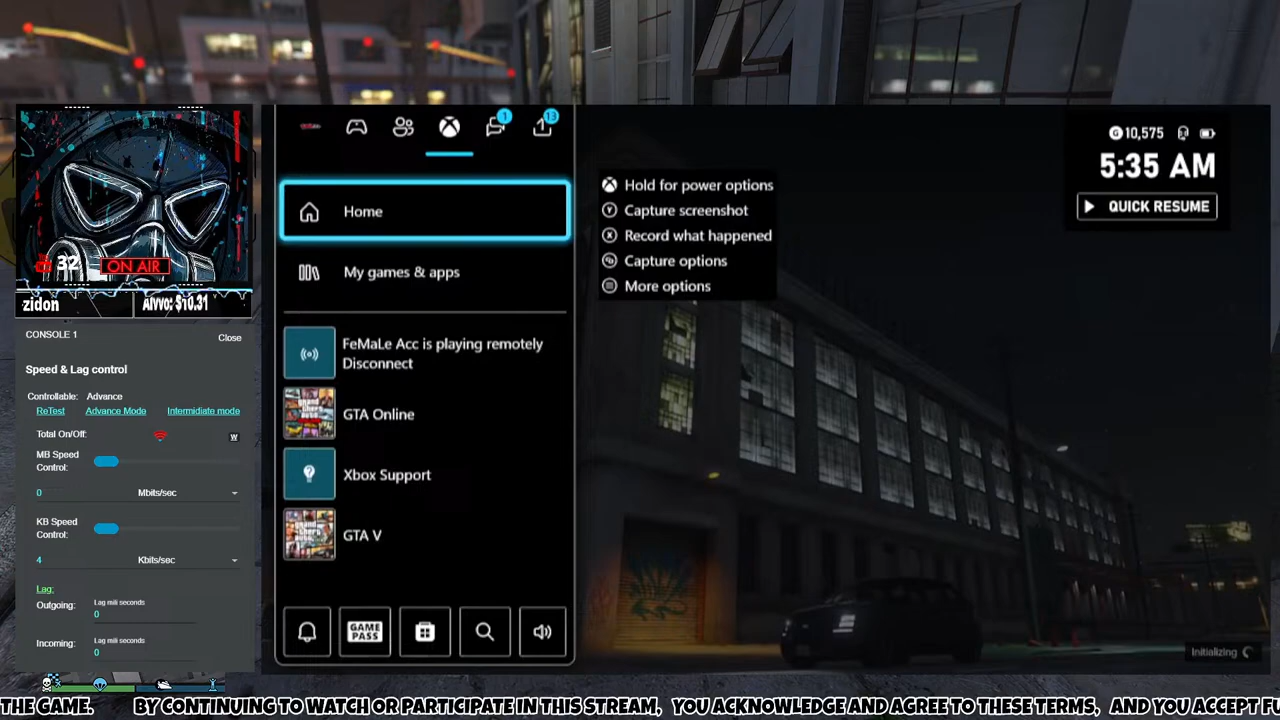 1
13
10,575
5:35 AM
QUICK RESUME
Home
My games & apps
FeMaLe Acc is playing remotely
Disconnect
GTA Online
Xbox Support
GTA V
GAME
PASS
Hold for power options
Capture screenshot
Record what happened
Capture options
More options
32
ON AIR
zidon
Aivvo: $10.31
CONSOLE 1
Close
Speed & Lag control
Controllable: Advance
ReTest Advance Mode Intermidiate mode
Total On/Off: W
MB Speed
Control:
0 Mbits/sec
KB Speed
Control:
4 Kbits/sec
Lag:
Outgoing: Lag mili seconds
0
Incoming: Lag mili seconds
0
Initializing
THE GAME. BY CONTINUING TO WATCH OR PARTICIPATE IN THIS STREAM, YOU ACKNOWLEDGE AND AGREE TO THESE TERMS, AND YOU ACCEPT FU